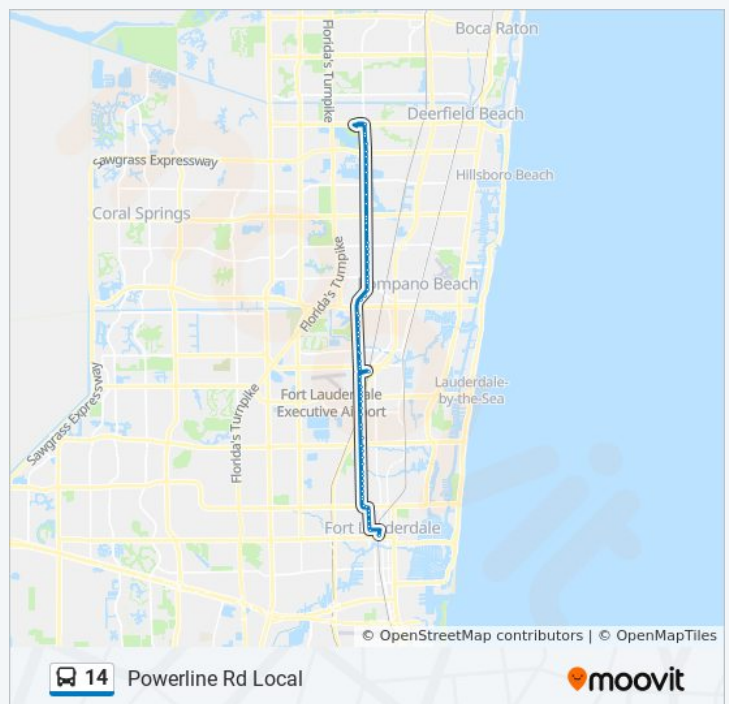 Boca Raton
Florida's Turnpike
Deerfield Beach
Sawgrass Expressway
Hillsboro Beach
Coral Springs
Florida's Turnpike
ompano Beach
Lauderdale-
by-the-Sea
Fort Lauderdale
Executive Airport
Sawgrass Expressway
Florida's Turnpike
Fort Lauderdale
© OpenStreetMap contributors | © OpenMapTiles
14 Powerline Rd Local
moovit